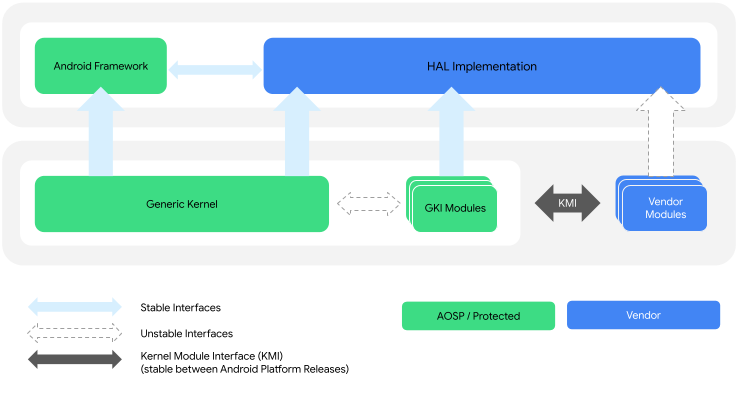 Android Framework
HAL Implementation
Generic Kernel
GKI Modules
KMI
Vendor
Modules
Stable Interfaces
Unstable Interfaces
Kernel Module Interface (KMI)
(stable between Android Platform Releases)
AOSP / Protected
Vendor